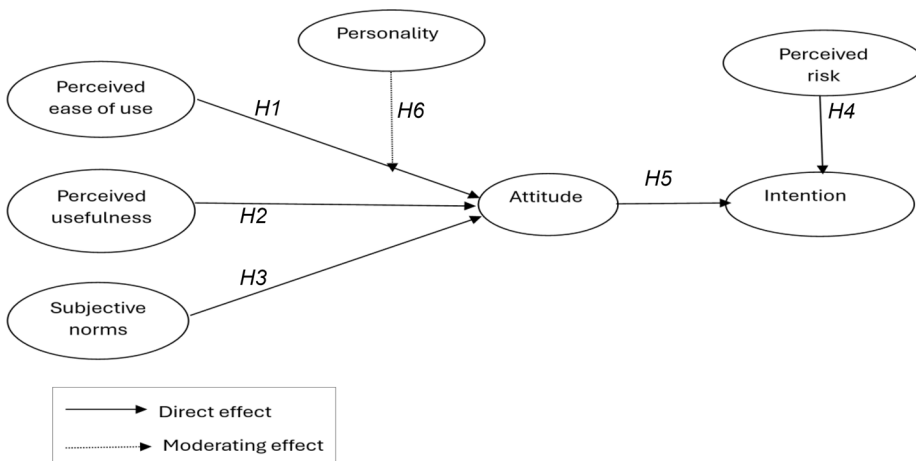 Personality
Perceived
risk
Perceived
ease of use
H1
H6
H4
Perceived
usefulness
H2
Attitude
H5
Intention
H3
Subjective
norms
Direct effect
Moderating effect